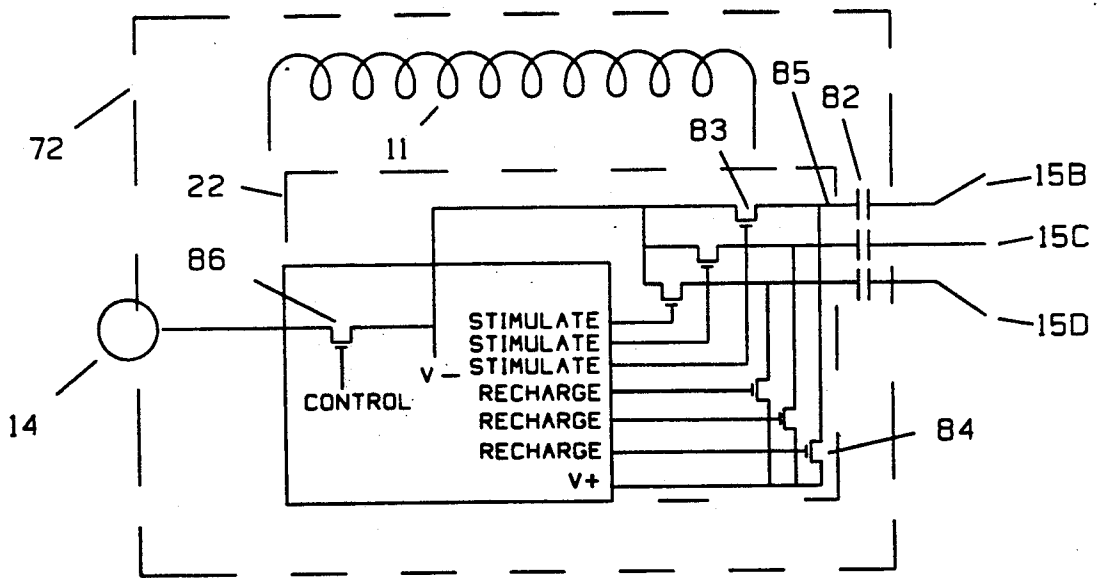 85
82
83
72
11
22
15B
15C
86
15D
STIMULATE
STIMULATE
V – STIMULATE
CONTROL
RECHARGE
14
RECHARGE
84
RECHARGE
V+